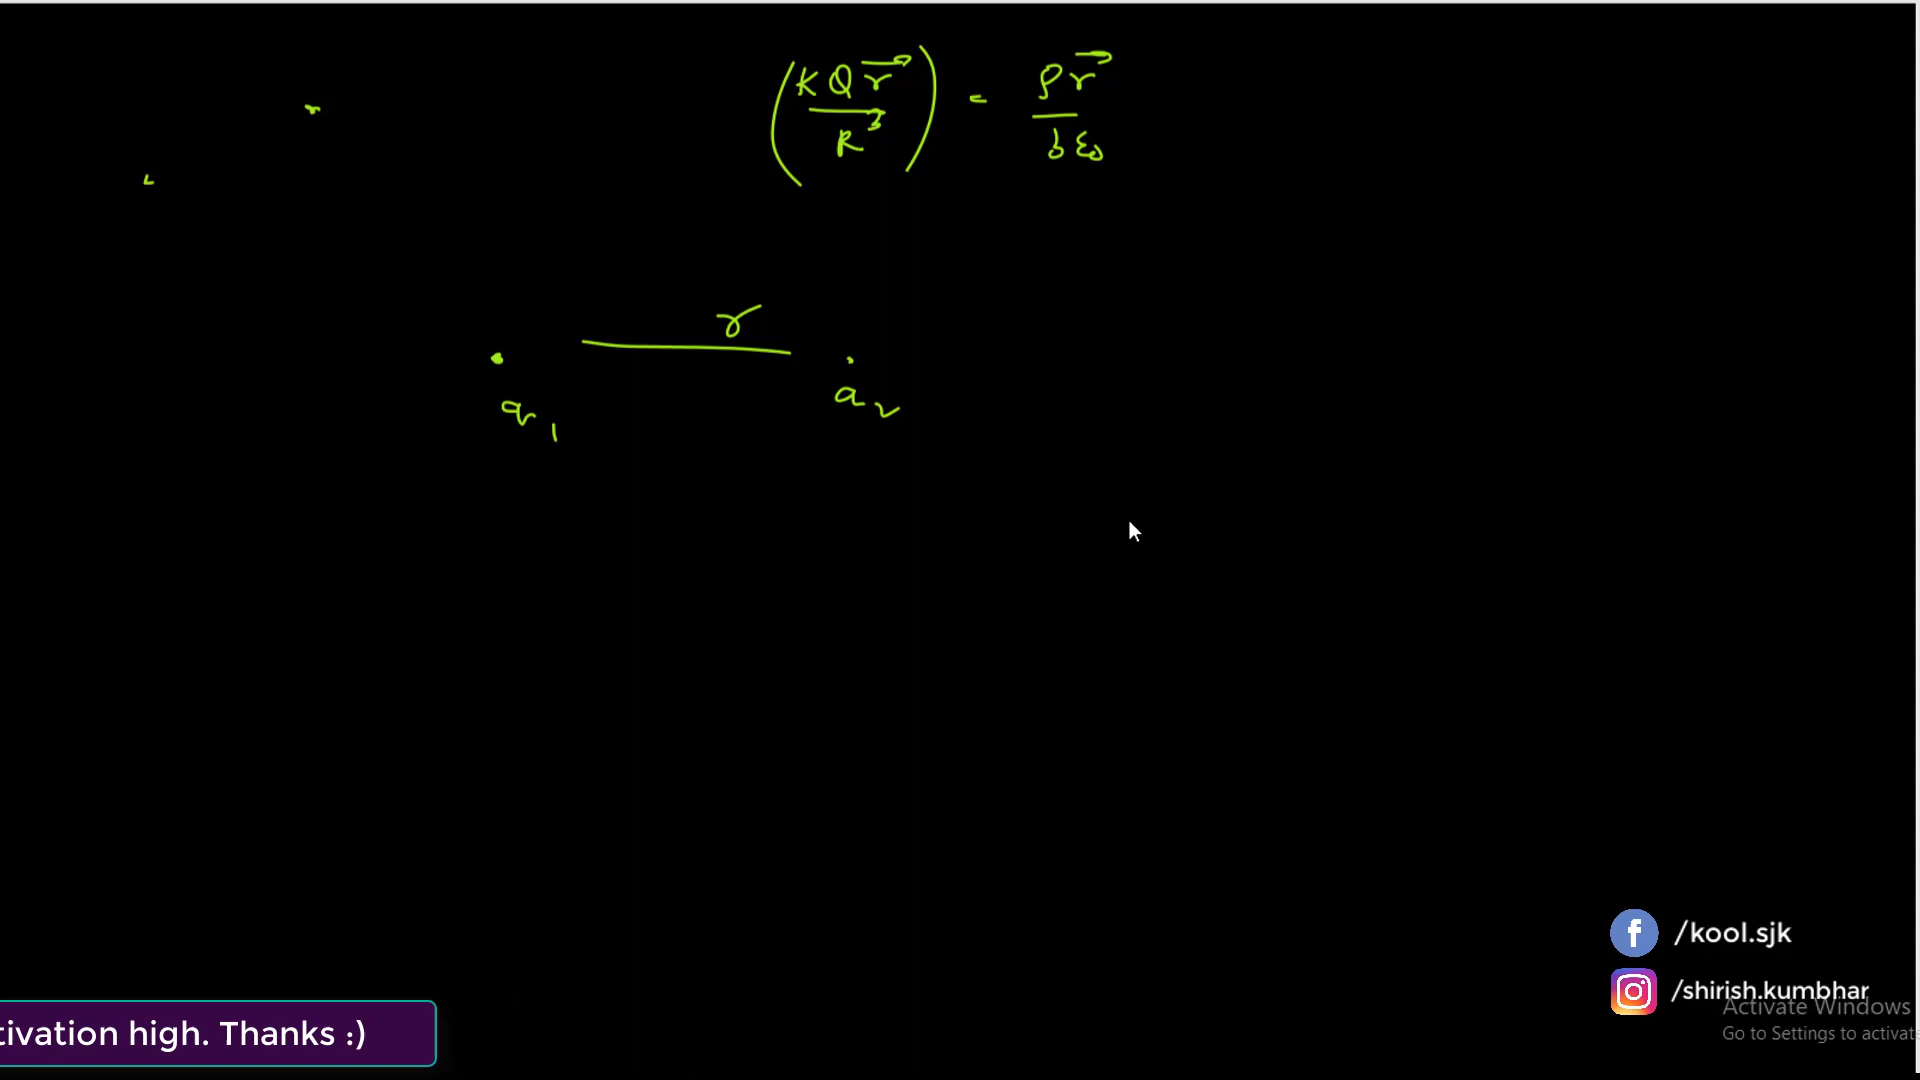 (KQr⃗ / R³) = ρr⃗ / 3ε₀
r
q₁ q₂
/kool.sjk
/shirish.kumbhar
Activate Windows
Go to Settings to activat
tivation high. Thanks :)